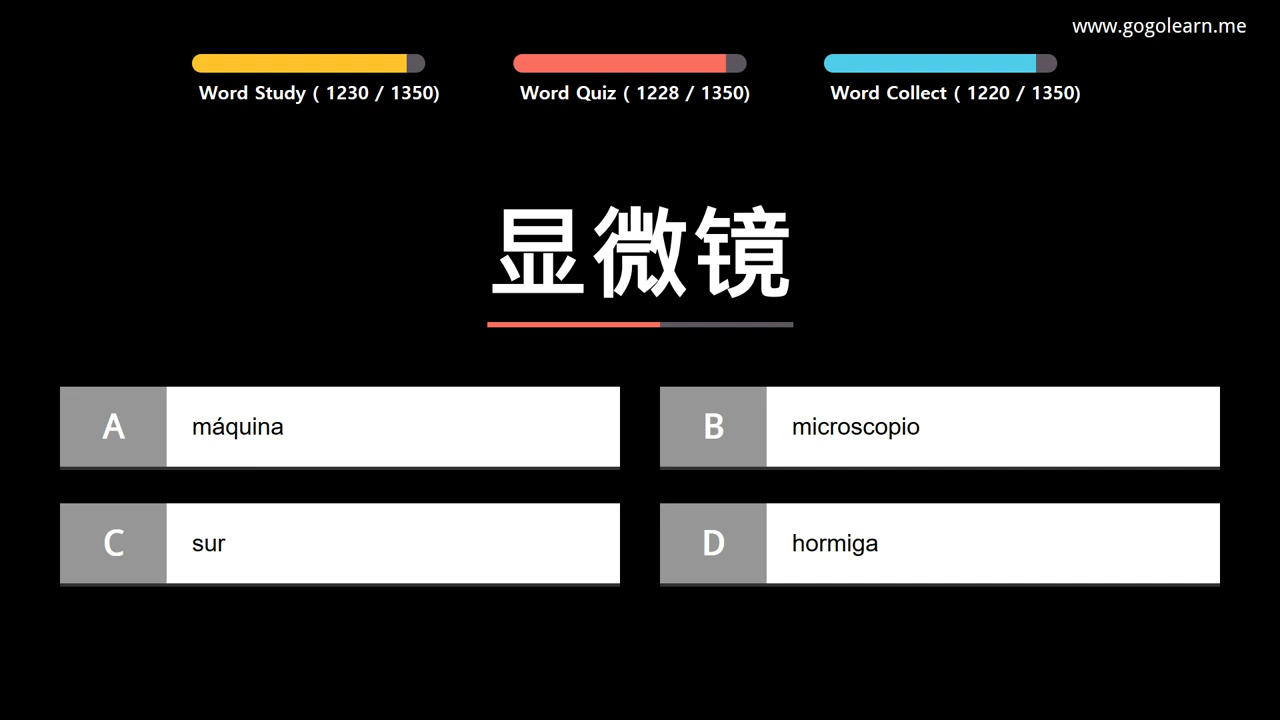 www.gogolearn.me
Word Study ( 1230 / 1350)
Word Quiz ( 1228 / 1350)
Word Collect ( 1220 / 1350)
显微镜
A máquina
B microscopio
C sur
D hormiga